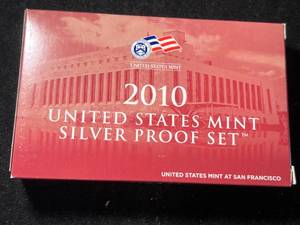 UNITED STATES MINT
2010
UNITED STATES MINT
SILVER PROOF SET™
UNITED STATES MINT AT SAN FRANCISCO